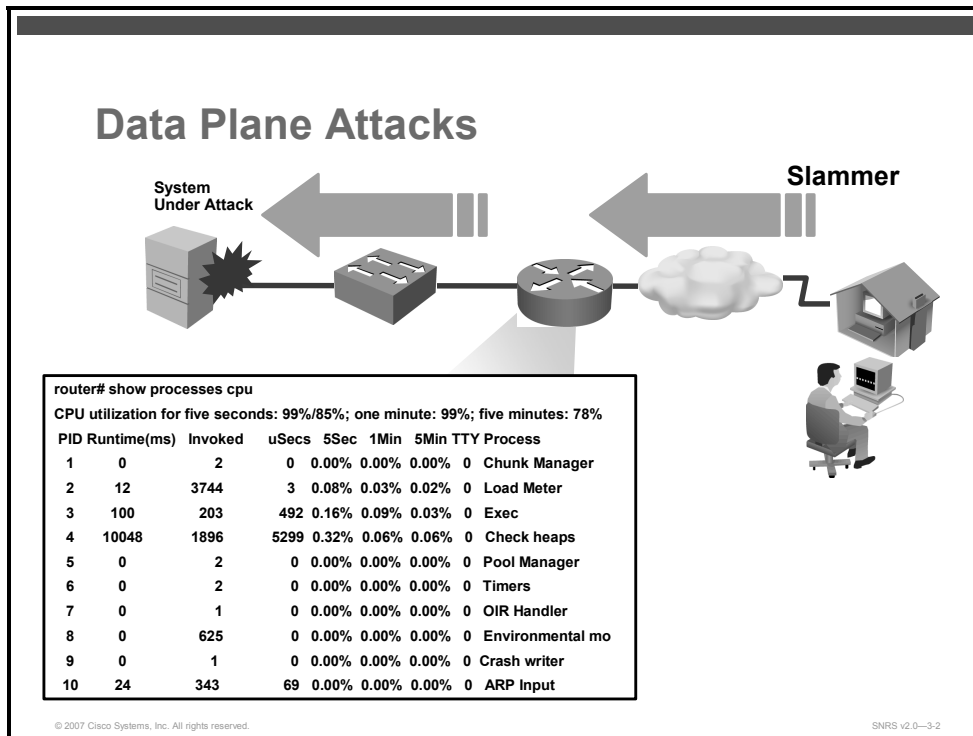 Data Plane Attacks
System
Under Attack
Slammer
router# show processes cpu
CPU utilization for five seconds: 99%/85%; one minute: 99%; five minutes: 78%
PID Runtime(ms) Invoked uSecs 5Sec 1Min 5Min TTY Process
1 0 2 0 0.00% 0.00% 0.00% 0 Chunk Manager
2 12 3744 3 0.08% 0.03% 0.02% 0 Load Meter
3 100 203 492 0.16% 0.09% 0.03% 0 Exec
4 10048 1896 5299 0.32% 0.06% 0.06% 0 Check heaps
5 0 2 0 0.00% 0.00% 0.00% 0 Pool Manager
6 0 2 0 0.00% 0.00% 0.00% 0 Timers
7 0 1 0 0.00% 0.00% 0.00% 0 OIR Handler
8 0 625 0 0.00% 0.00% 0.00% 0 Environmental mo
9 0 1 0 0.00% 0.00% 0.00% 0 Crash writer
10 24 343 69 0.00% 0.00% 0.00% 0 ARP Input
© 2007 Cisco Systems, Inc. All rights reserved.
SNRS v2.0—3-2